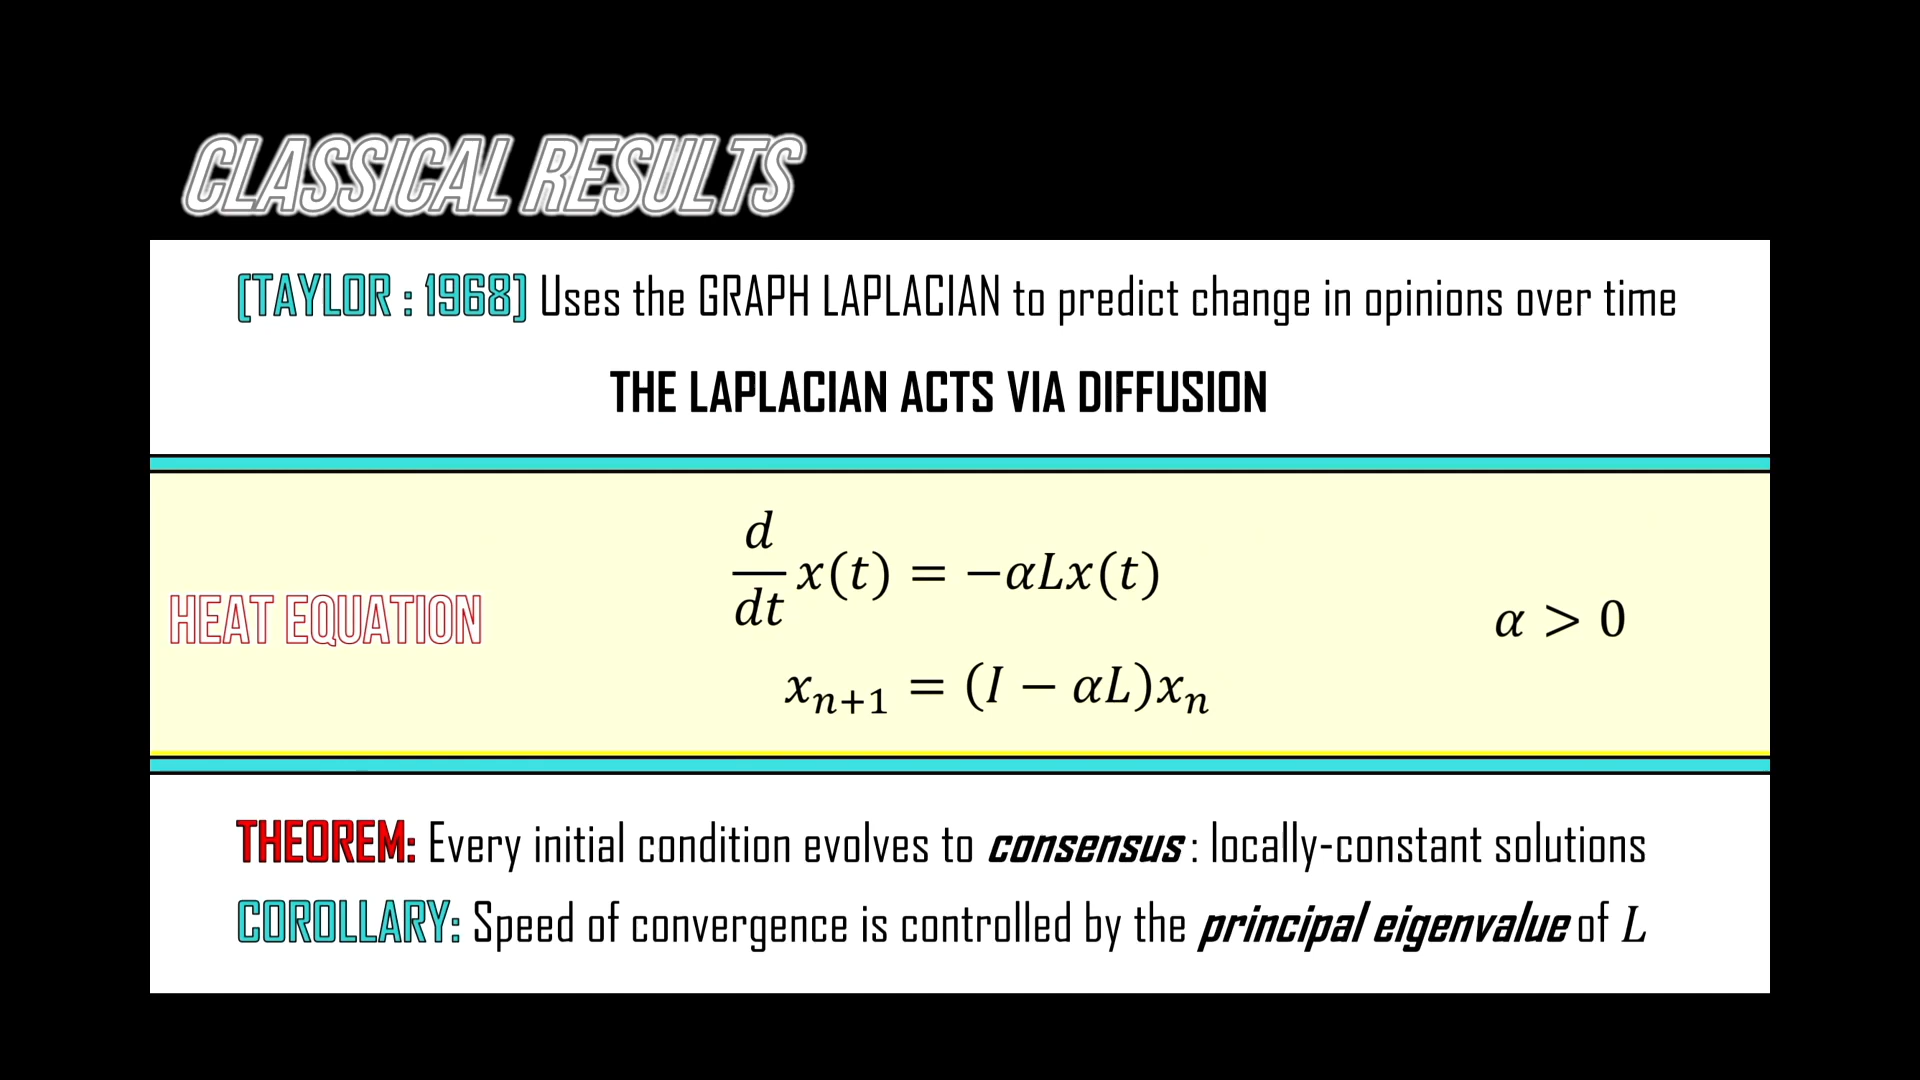 CLASSICAL RESULTS
[TAYLOR : 1968] Uses the GRAPH LAPLACIAN to predict change in opinions over time
THE LAPLACIAN ACTS VIA DIFFUSION
HEAT EQUATION
d/dt x(t) = −αLx(t)
α > 0
xₙ₊₁ = (I − αL)xₙ
THEOREM: Every initial condition evolves to consensus : locally-constant solutions
COROLLARY: Speed of convergence is controlled by the principal eigenvalue of L